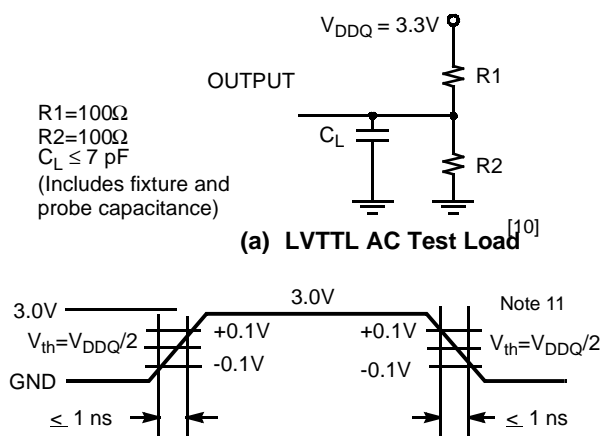 V_DDQ = 3.3V
R1
OUTPUT
R1=100Ω
R2=100Ω
C_L ≤ 7 pF
(Includes fixture and
probe capacitance)
C_L
R2
(a) LVTTL AC Test Load[10]
3.0V
3.0V
Note 11
+0.1V
+0.1V
V_th=V_DDQ/2
V_th=V_DDQ/2
-0.1V
-0.1V
GND
≤ 1 ns
≤ 1 ns